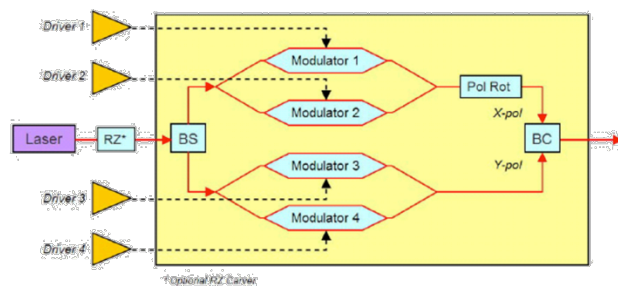 Driver 1
Modulator 1
Driver 2
Pol Rot
Modulator 2
X-pol
Laser
RZ*
BS
BC
Y-pol
Modulator 3
Driver 3
Modulator 4
Driver 4
* Optional RZ Carver